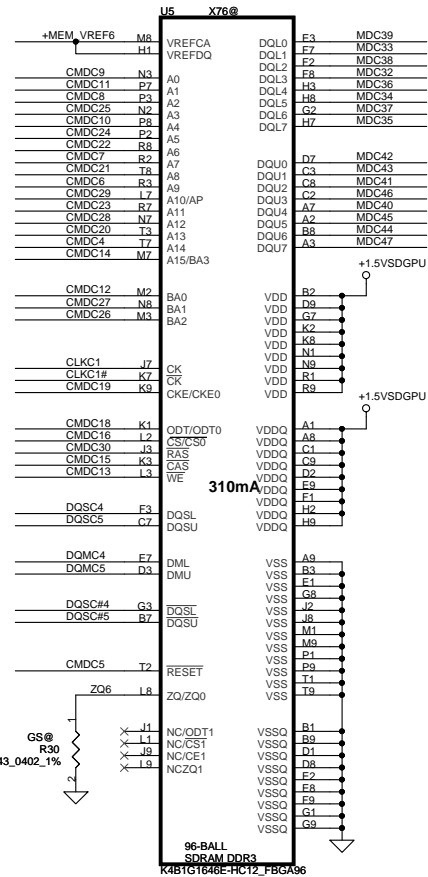 U5 X76@
+MEM_VREF6 M8 VREFCA
H1 VREFDQ
CMDC9 N3 A0
CMDC11 P7 A1
CMDC8 P3 A2
CMDC25 N2 A3
CMDC10 P8 A4
CMDC24 P2 A5
CMDC22 R8 A6
CMDC7 R2 A7
CMDC21 T8 A8
CMDC6 R3 A9
CMDC29 L7 A10/AP
CMDC23 R7 A11
CMDC28 N7 A12
CMDC20 T3 A13
CMDC4 T7 A14
CMDC14 M7 A15/BA3
CMDC12 M2 BA0
CMDC27 N8 BA1
CMDC26 M3 BA2
CLKC1 J7 CK
CLKC1# K7 CK
CMDC19 K9 CKE/CKE0
CMDC18 K1 ODT/ODT0
CMDC16 L2 CS/CS0
CMDC30 J3 RAS
CMDC15 K3 CAS
CMDC13 L3 WE
DQSC4 F3 DQSL
DQSC5 C7 DQSU
DQMC4 E7 DML
DQMC5 D3 DMU
DQSC#4 G3 DQSL
DQSC#5 B7 DQSU
CMDC5 T2 RESET
ZQ6 L8 ZQ/ZQ0
1
GS@
R30
43_0402_1%
2
J1 NC/ODT1
L1 NC/CS1
J9 NC/CE1
L9 NCZQ1
DQL0 E3 MDC39
DQL1 F7 MDC33
DQL2 F2 MDC38
DQL3 F8 MDC32
DQL4 H3 MDC36
DQL5 H8 MDC34
DQL6 G2 MDC37
DQL7 H7 MDC35
DQU0 D7 MDC42
DQU1 C3 MDC43
DQU2 C8 MDC41
DQU3 C2 MDC46
DQU4 A7 MDC40
DQU5 A2 MDC45
DQU6 B8 MDC44
DQU7 A3 MDC47
+1.5VSDGPU
VDD B2
VDD D9
VDD G7
VDD K2
VDD K8
VDD N1
VDD N9
VDD R1
VDD R9
+1.5VSDGPU
VDDQ A1
VDDQ A8
VDDQ C1
VDDQ C9
VDDQ D2
310mA
VDDQ E9
VDDQ F1
VDDQ H2
VDDQ H9
VSS A9
VSS B3
VSS E1
VSS G8
VSS J2
VSS J8
VSS M1
VSS M9
VSS P1
VSS P9
VSS T1
VSS T9
VSSQ B1
VSSQ B9
VSSQ D1
VSSQ D8
VSSQ E2
VSSQ E8
VSSQ F9
VSSQ G1
VSSQ G9
96-BALL
SDRAM DDR3
K4B1G1646E-HC12_FBGA96